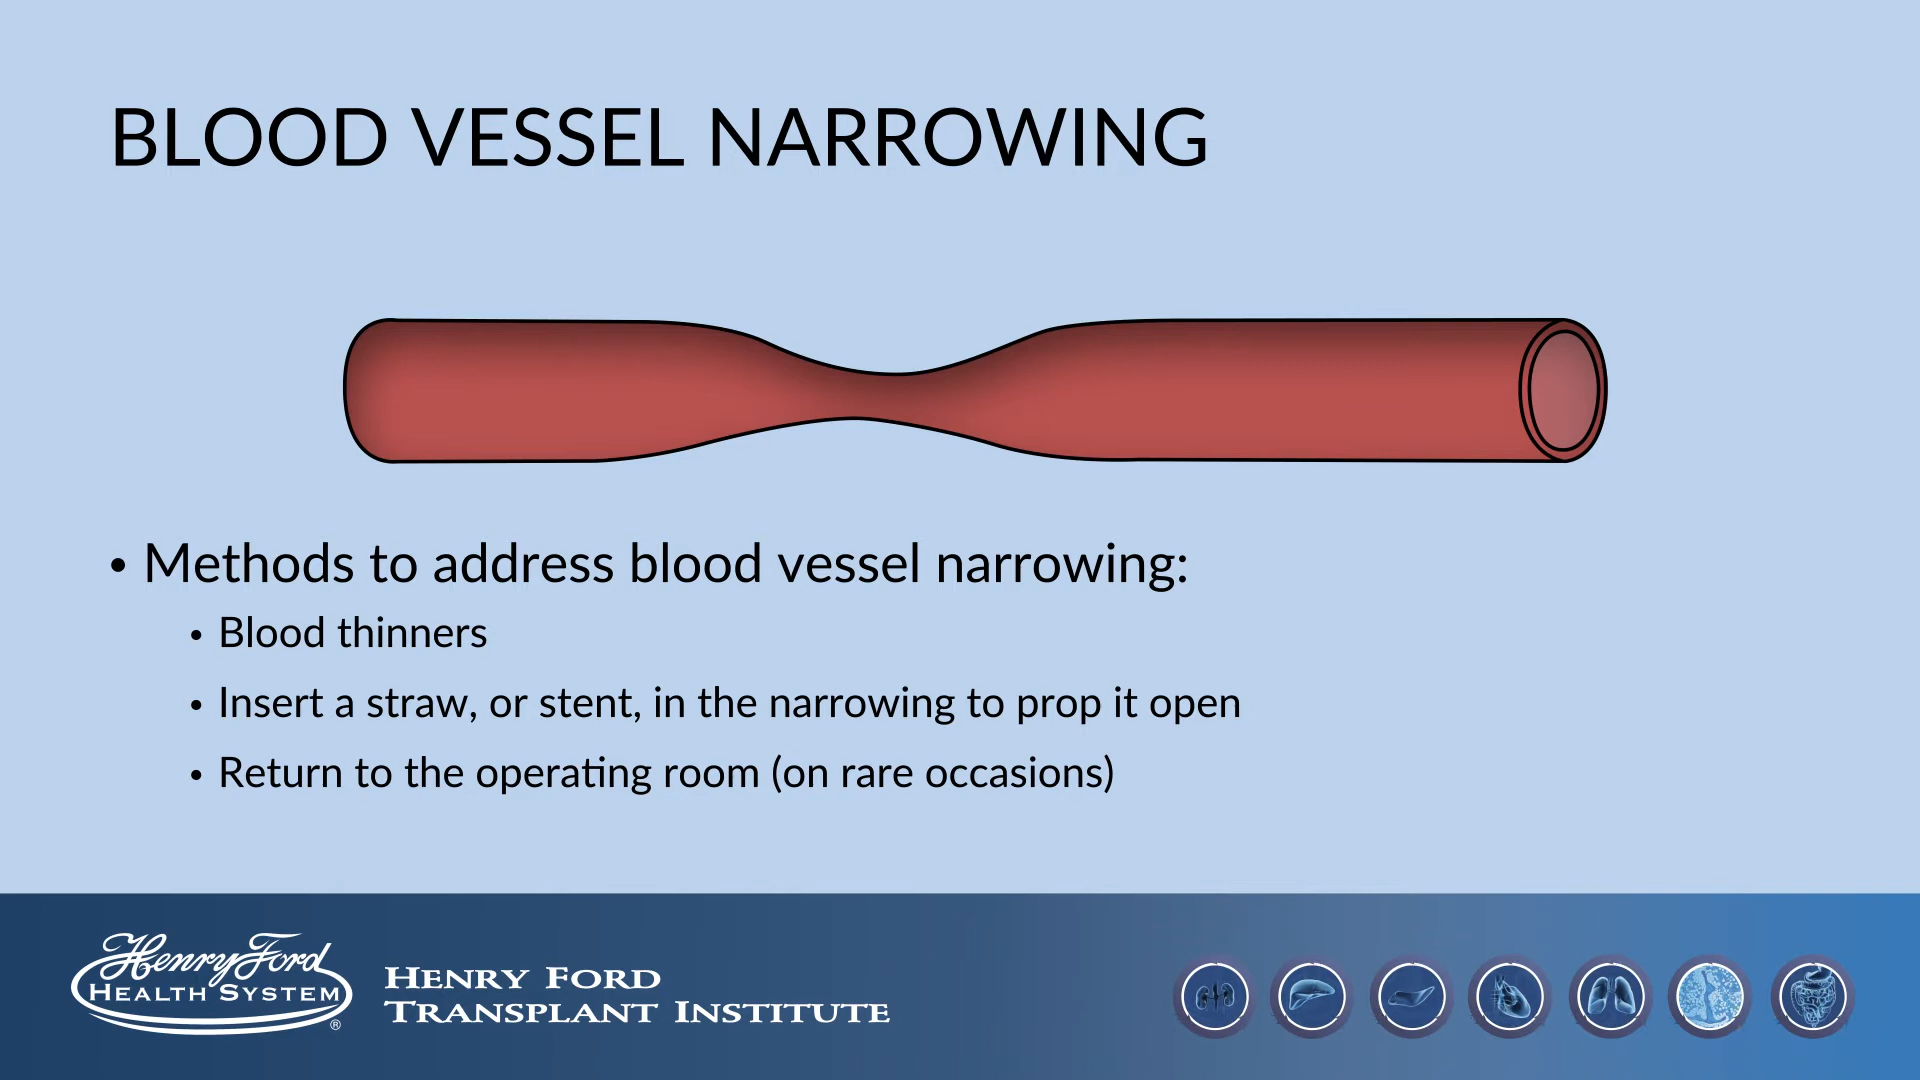 BLOOD VESSEL NARROWING
• Methods to address blood vessel narrowing:
• Blood thinners
• Insert a straw, or stent, in the narrowing to prop it open
• Return to the operating room (on rare occasions)
Henry Ford
HEALTH SYSTEM
®
HENRY FORD
TRANSPLANT INSTITUTE